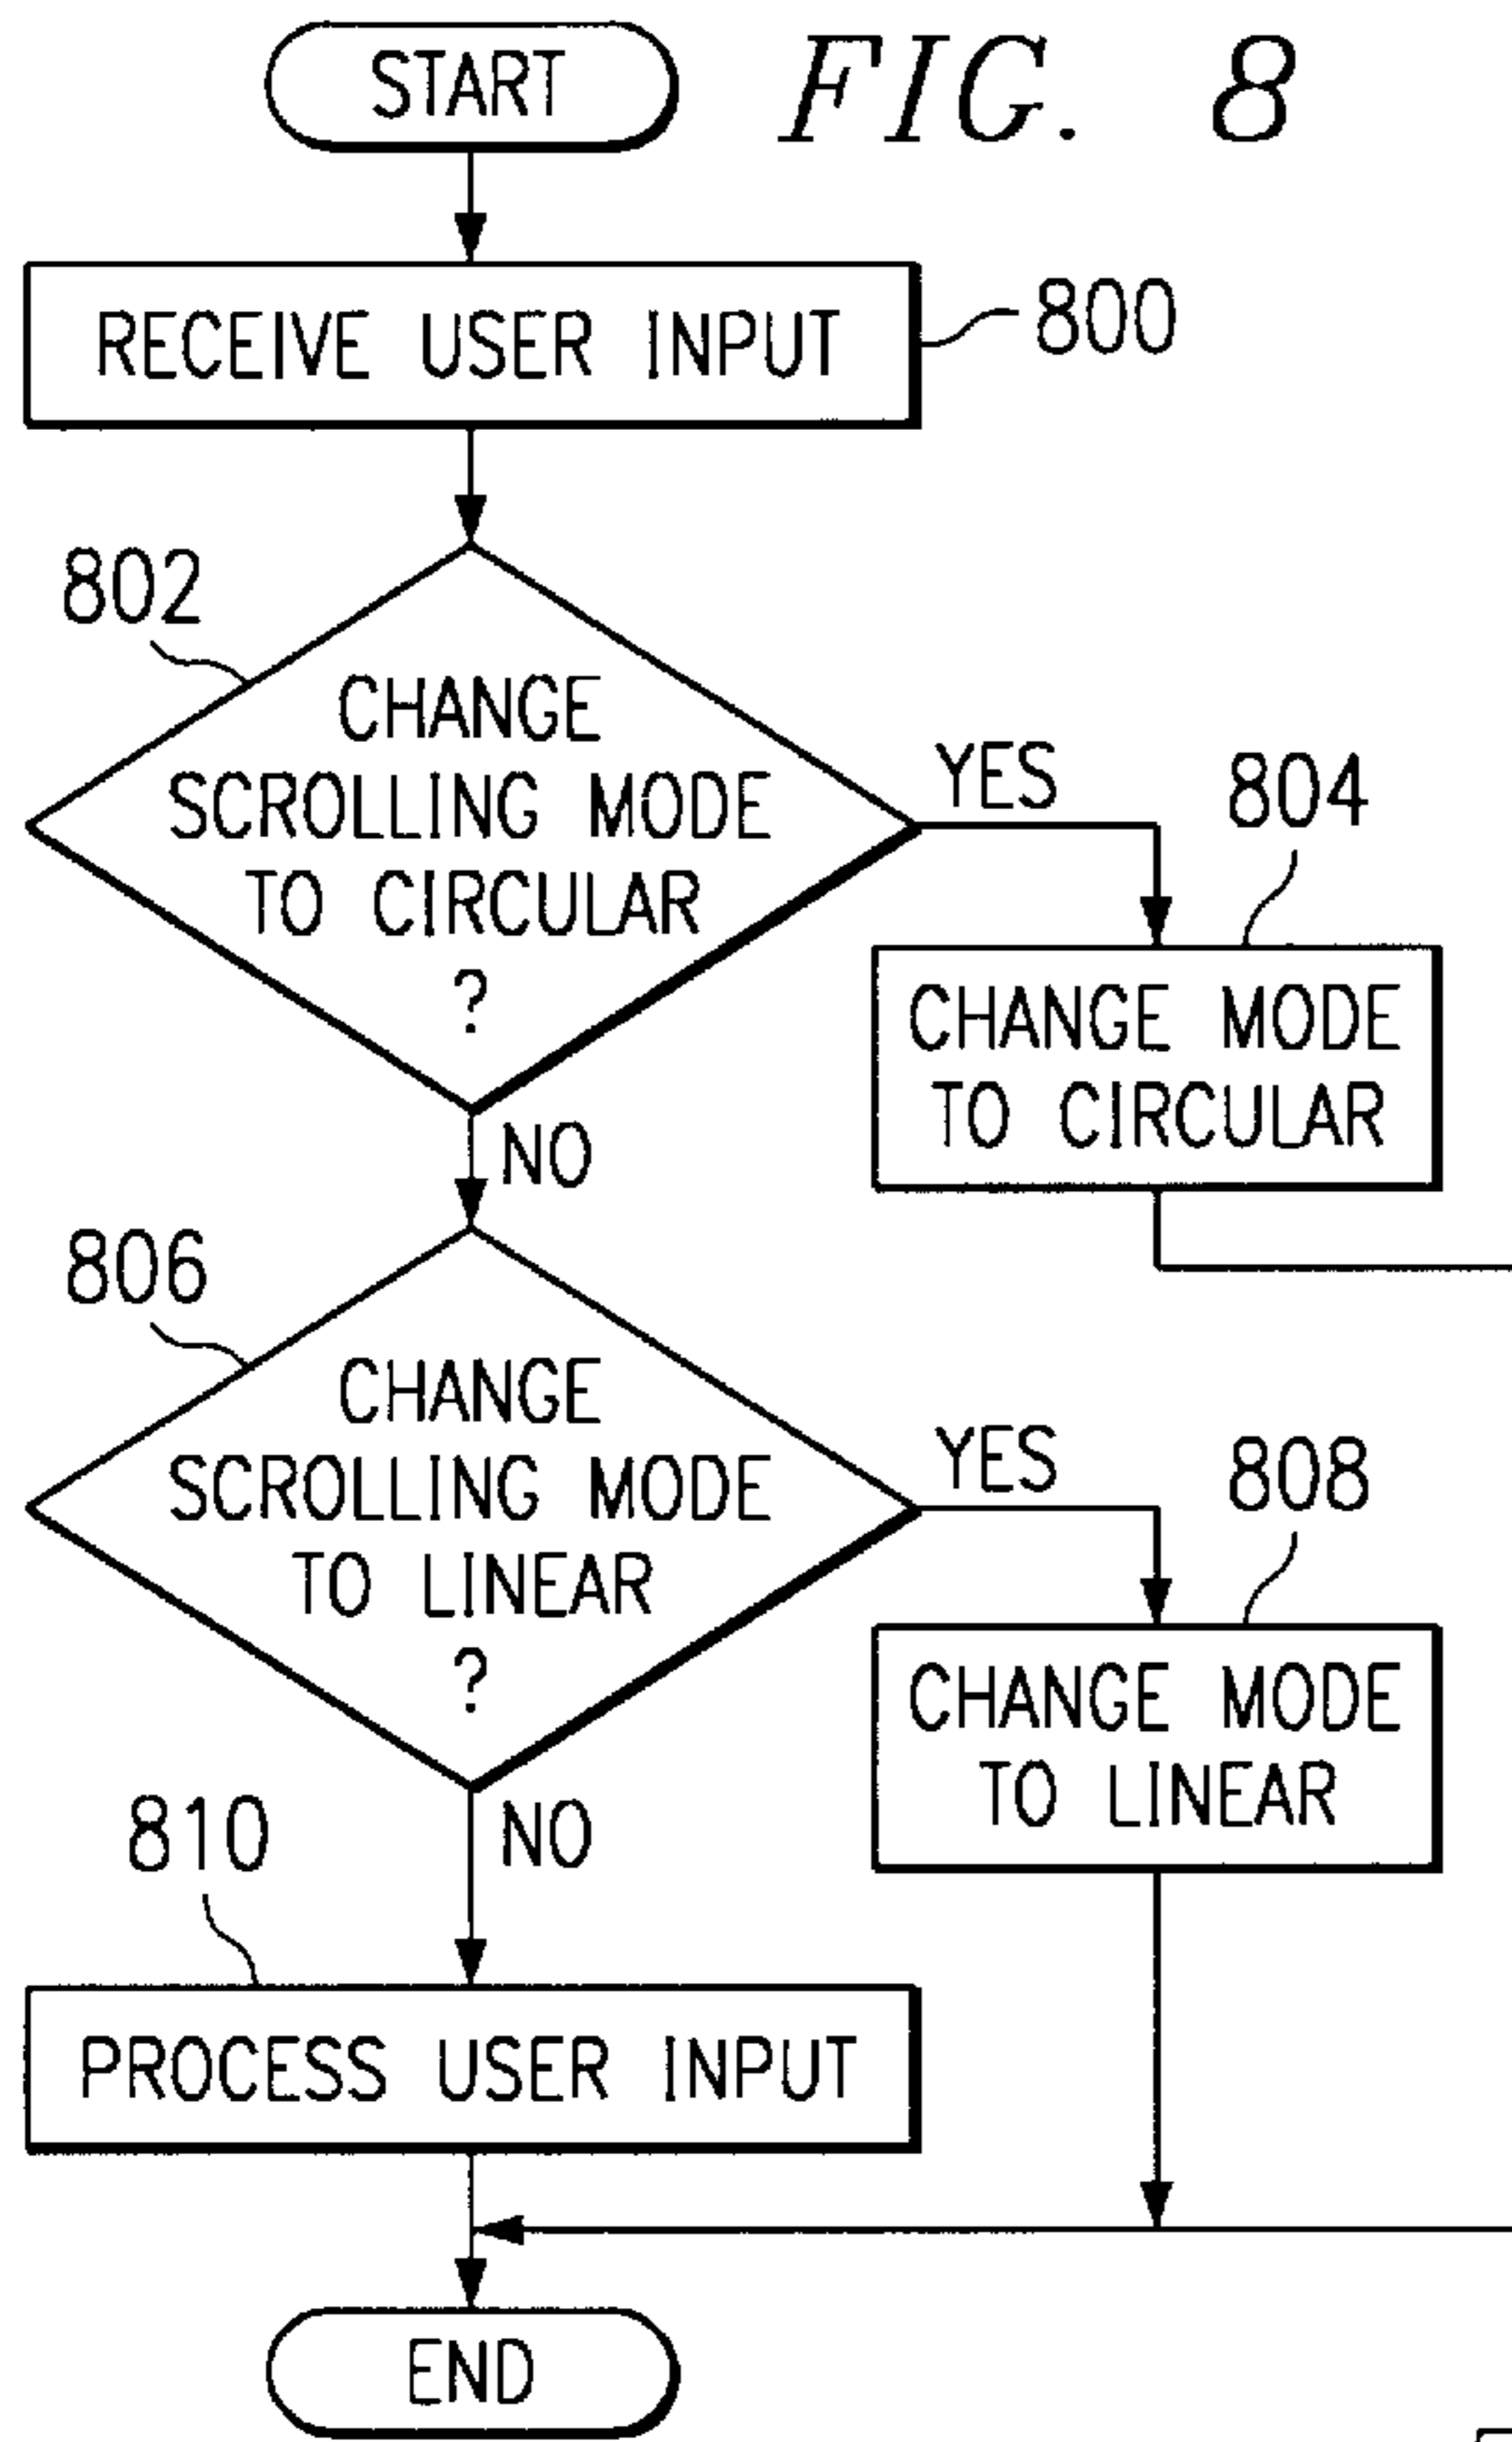 START
FIG. 8
RECEIVE USER INPUT
800
802
CHANGE
SCROLLING MODE
TO CIRCULAR
?
YES
804
CHANGE MODE
TO CIRCULAR
NO
806
CHANGE
SCROLLING MODE
TO LINEAR
?
YES
808
CHANGE MODE
TO LINEAR
NO
810
PROCESS USER INPUT
END